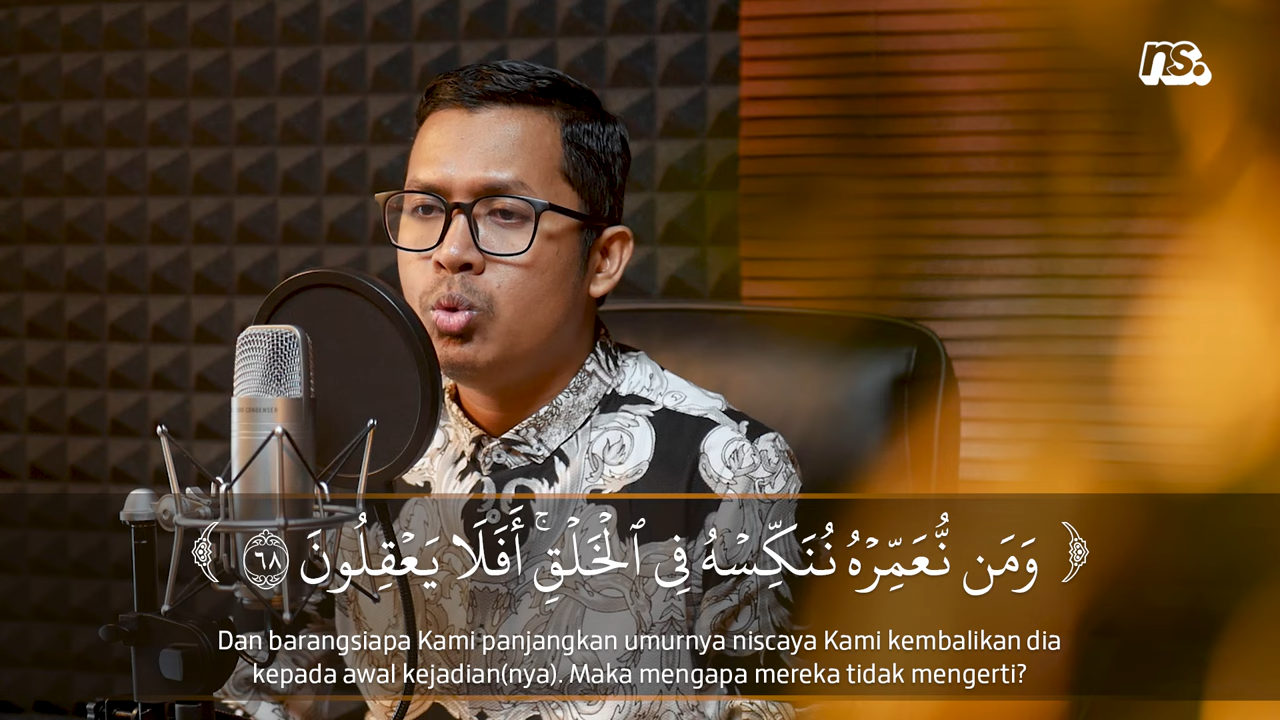 ns.
وَمَن نُّعَمِّرۡهُ نُنَكِّسۡهُ فِي ٱلۡخَلۡقِۚ أَفَلَا يَعۡقِلُونَ ٦٨
Dan barangsiapa Kami panjangkan umurnya niscaya Kami kembalikan dia
kepada awal kejadian(nya). Maka mengapa mereka tidak mengerti?